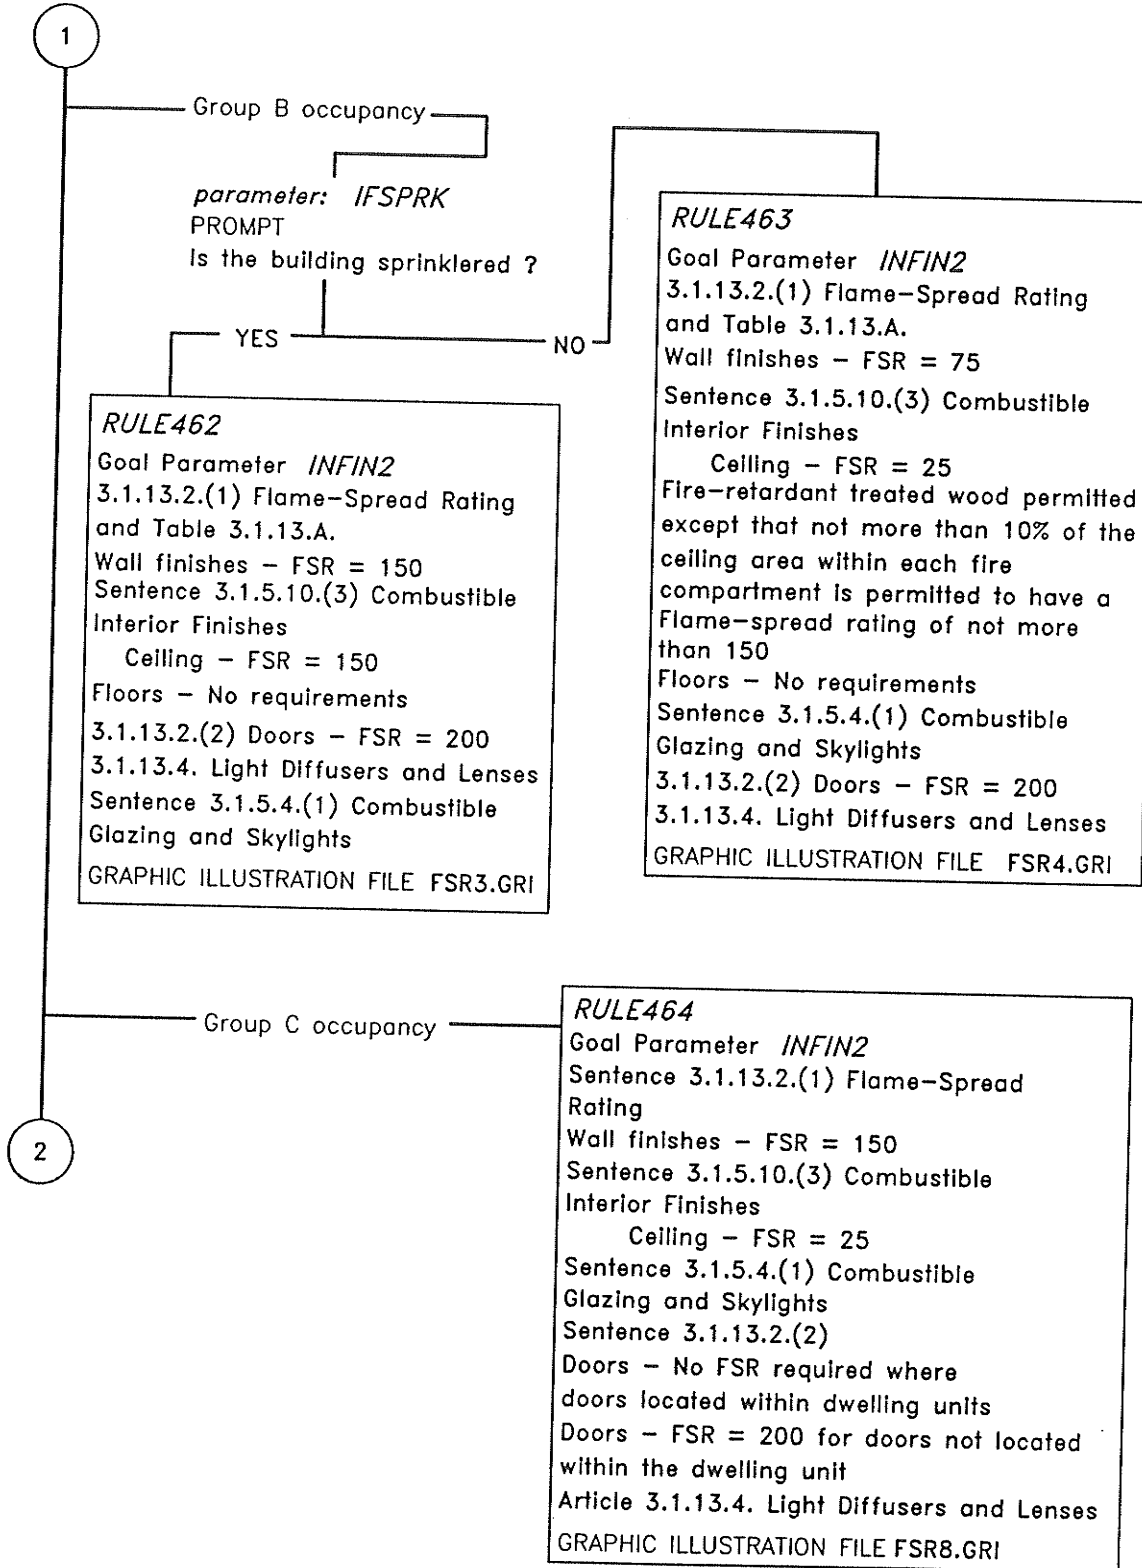 1
Group B occupancy
parameter: IFSPRK
PROMPT
Is the building sprinklered ?
YES
NO
RULE462
Goal Parameter INFIN2
3.1.13.2.(1) Flame-Spread Rating
and Table 3.1.13.A.
Wall finishes - FSR = 150
Sentence 3.1.5.10.(3) Combustible
Interior Finishes
Ceiling - FSR = 150
Floors - No requirements
3.1.13.2.(2) Doors - FSR = 200
3.1.13.4. Light Diffusers and Lenses
Sentence 3.1.5.4.(1) Combustible
Glazing and Skylights
GRAPHIC ILLUSTRATION FILE FSR3.GRI
RULE463
Goal Parameter INFIN2
3.1.13.2.(1) Flame-Spread Rating
and Table 3.1.13.A.
Wall finishes - FSR = 75
Sentence 3.1.5.10.(3) Combustible
Interior Finishes
Ceiling - FSR = 25
Fire-retardant treated wood permitted
except that not more than 10% of the
ceiling area within each fire
compartment is permitted to have a
Flame-spread rating of not more
than 150
Floors - No requirements
Sentence 3.1.5.4.(1) Combustible
Glazing and Skylights
3.1.13.2.(2) Doors - FSR = 200
3.1.13.4. Light Diffusers and Lenses
GRAPHIC ILLUSTRATION FILE FSR4.GRI
Group C occupancy
RULE464
Goal Parameter INFIN2
Sentence 3.1.13.2.(1) Flame-Spread
Rating
Wall finishes - FSR = 150
Sentence 3.1.5.10.(3) Combustible
Interior Finishes
Ceiling - FSR = 25
Sentence 3.1.5.4.(1) Combustible
Glazing and Skylights
Sentence 3.1.13.2.(2)
Doors - No FSR required where
doors located within dwelling units
Doors - FSR = 200 for doors not located
within the dwelling unit
Article 3.1.13.4. Light Diffusers and Lenses
GRAPHIC ILLUSTRATION FILE FSR8.GRI
2